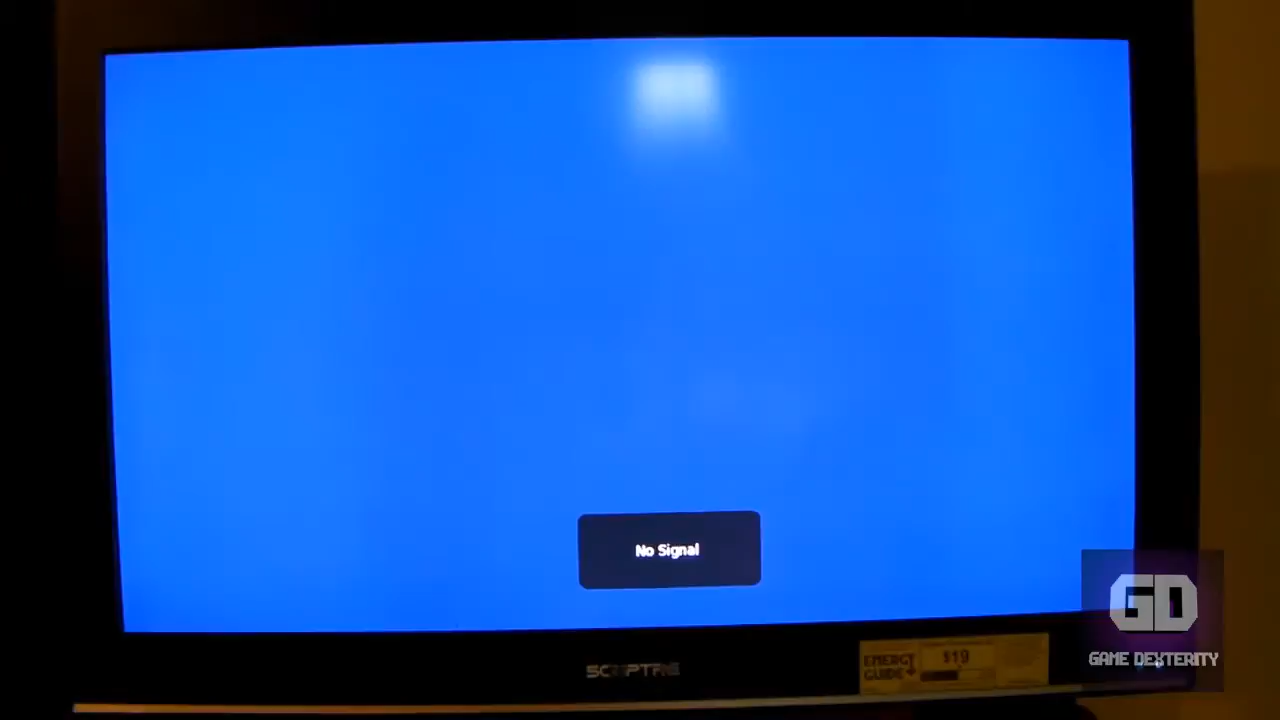 No Signal
SCEPTRE
ENERGY
GUIDE
$19
GD
GAME DEXTERITY